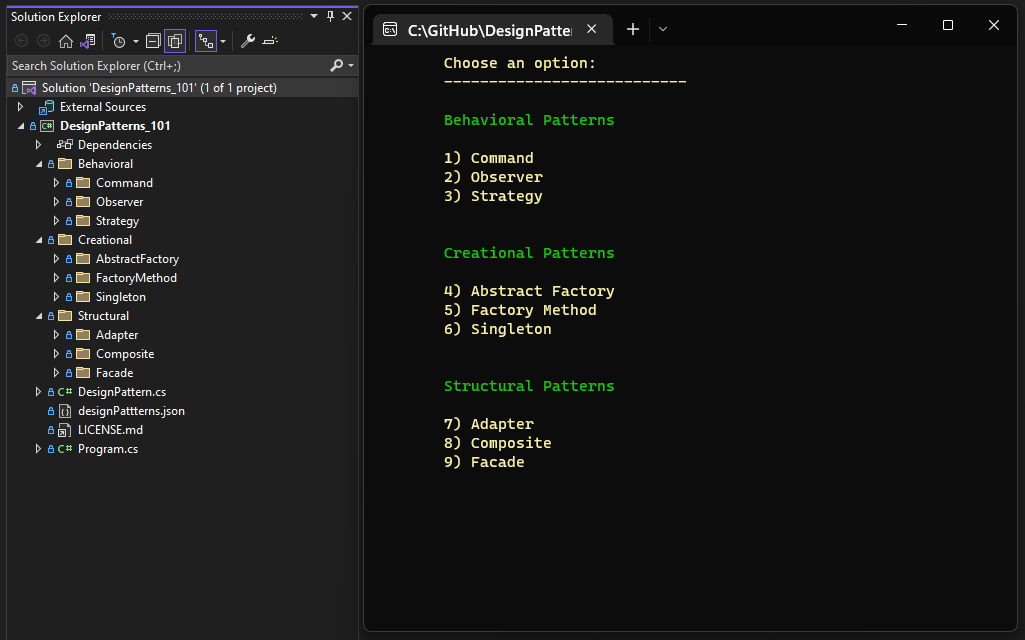 Solution Explorer
Search Solution Explorer (Ctrl+;)
Solution 'DesignPatterns_101' (1 of 1 project)
External Sources
C# DesignPatterns_101
Dependencies
Behavioral
Command
Observer
Strategy
Creational
AbstractFactory
FactoryMethod
Singleton
Structural
Adapter
Composite
Facade
C# DesignPattern.cs
designPattterns.json
LICENSE.md
C# Program.cs
C:\GitHub\DesignPatte
Choose an option:
---------------------------
Behavioral Patterns
1) Command
2) Observer
3) Strategy
Creational Patterns
4) Abstract Factory
5) Factory Method
6) Singleton
Structural Patterns
7) Adapter
8) Composite
9) Facade